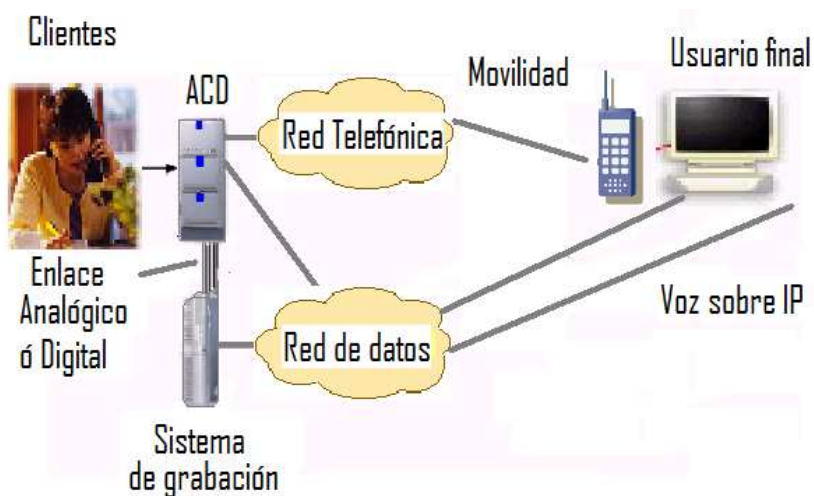 Clientes
ACD
Red Telefónica
Movilidad
Usuario final
Enlace
Analógico
ó Digital
Red de datos
Voz sobre IP
Sistema
de grabación